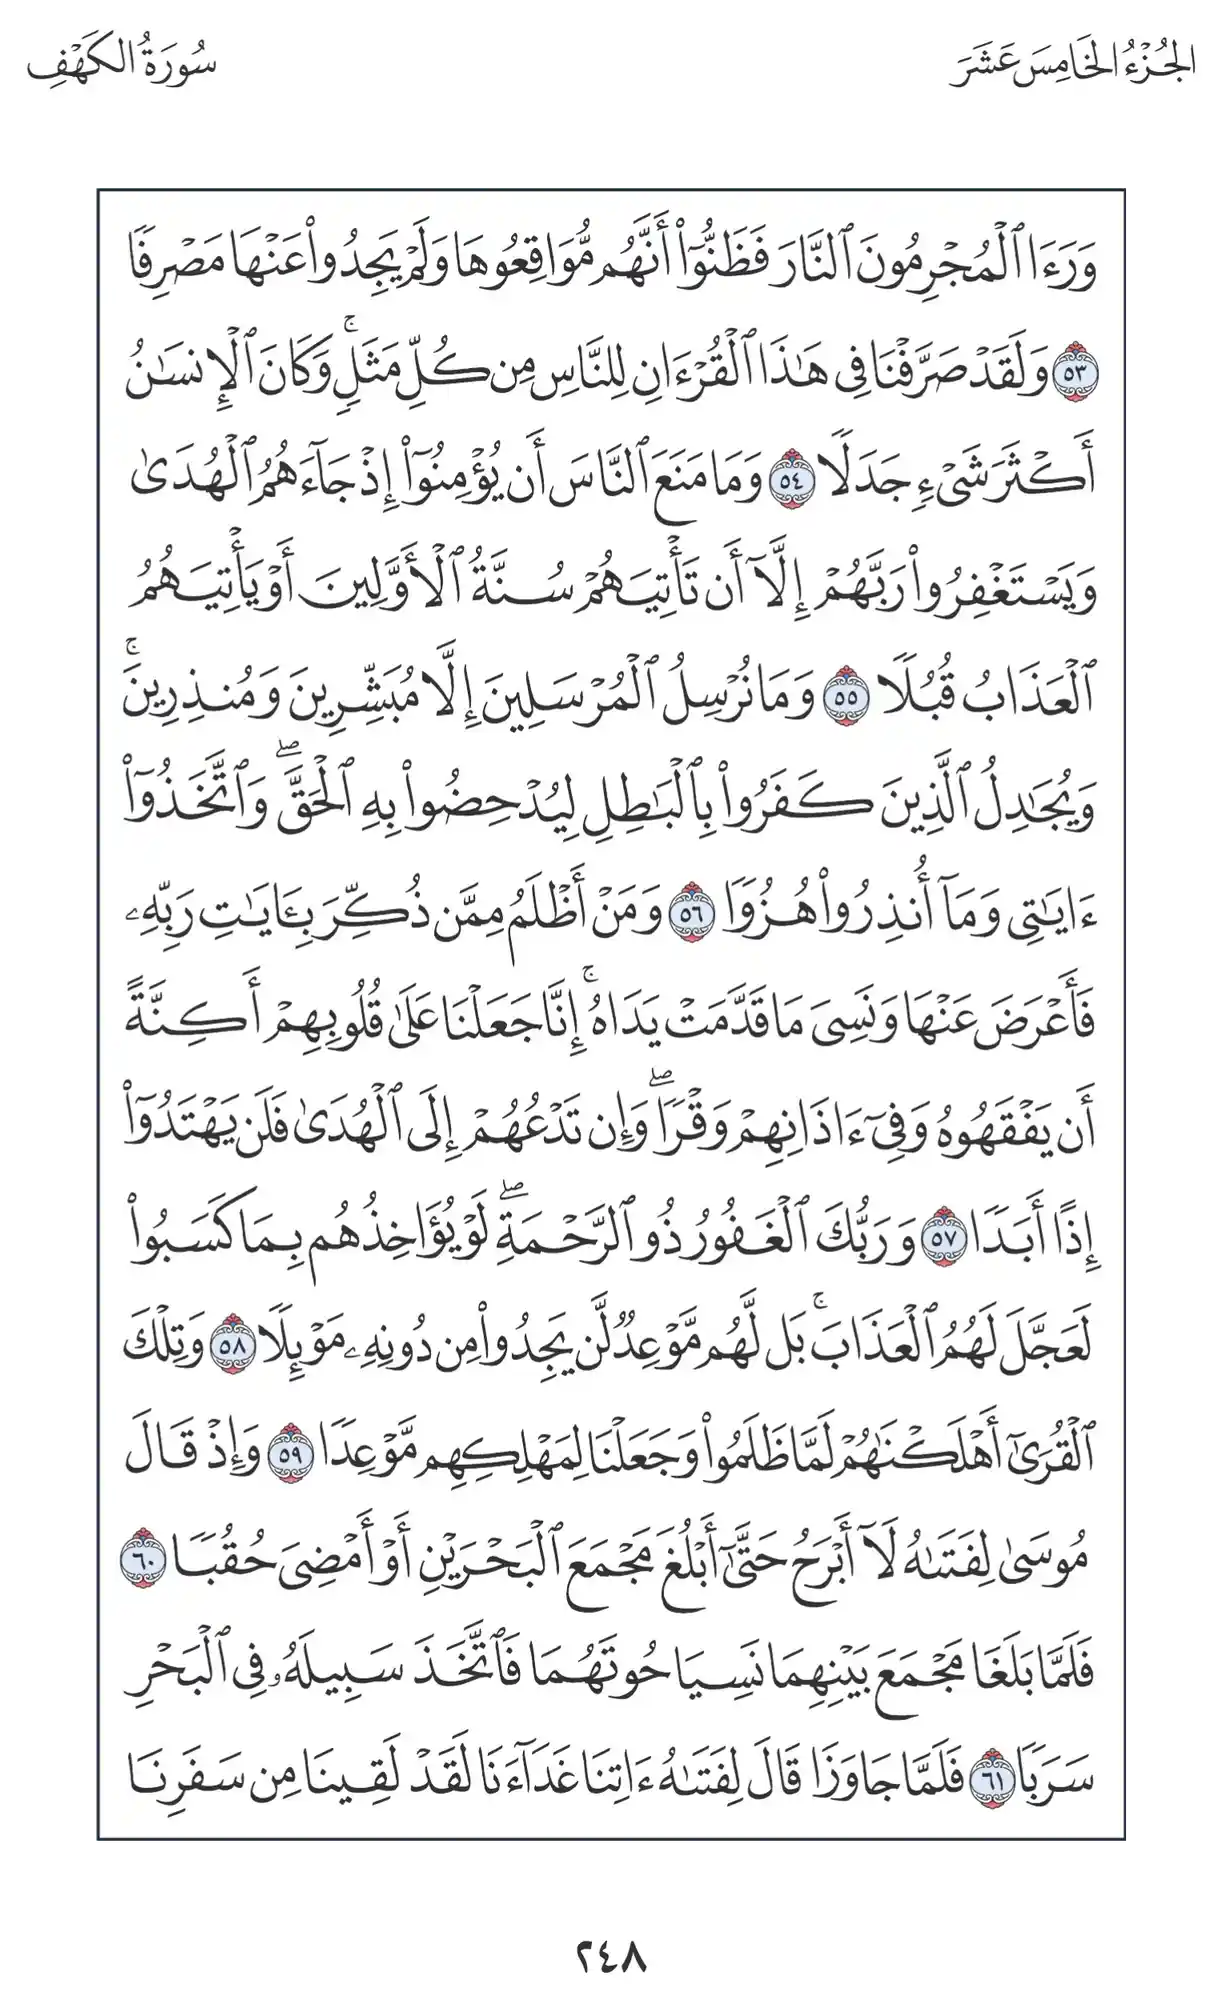 الجُزْءُ الخَامِسَ عَشَرَ
سُورَةُ الكَهْفِ
وَرَءَا ٱلْمُجْرِمُونَ ٱلنَّارَ فَظَنُّوٓا۟ أَنَّهُم مُّوَاقِعُوهَا وَلَمْ يَجِدُوا۟ عَنْهَا مَصْرِفًا
٥٣ وَلَقَدْ صَرَّفْنَا فِى هَـٰذَا ٱلْقُرْءَانِ لِلنَّاسِ مِن كُلِّ مَثَلٍ ۚ وَكَانَ ٱلْإِنسَـٰنُ
أَكْثَرَ شَىْءٍ جَدَلًا ٥٤ وَمَا مَنَعَ ٱلنَّاسَ أَن يُؤْمِنُوٓا۟ إِذْ جَآءَهُمُ ٱلْهُدَىٰ
وَيَسْتَغْفِرُوا۟ رَبَّهُمْ إِلَّآ أَن تَأْتِيَهُمْ سُنَّةُ ٱلْأَوَّلِينَ أَوْ يَأْتِيَهُمُ
ٱلْعَذَابُ قُبُلًا ٥٥ وَمَا نُرْسِلُ ٱلْمُرْسَلِينَ إِلَّا مُبَشِّرِينَ وَمُنذِرِينَ ۚ
وَيُجَـٰدِلُ ٱلَّذِينَ كَفَرُوا۟ بِٱلْبَـٰطِلِ لِيُدْحِضُوا۟ بِهِ ٱلْحَقَّ ۖ وَٱتَّخَذُوٓا۟
ءَايَـٰتِى وَمَآ أُنذِرُوا۟ هُزُوًا ٥٦ وَمَنْ أَظْلَمُ مِمَّن ذُكِّرَ بِـَٔايَـٰتِ رَبِّهِۦ
فَأَعْرَضَ عَنْهَا وَنَسِىَ مَا قَدَّمَتْ يَدَاهُ ۚ إِنَّا جَعَلْنَا عَلَىٰ قُلُوبِهِمْ أَكِنَّةً
أَن يَفْقَهُوهُ وَفِىٓ ءَاذَانِهِمْ وَقْرًا ۖ وَإِن تَدْعُهُمْ إِلَى ٱلْهُدَىٰ فَلَن يَهْتَدُوٓا۟
إِذًا أَبَدًا ٥٧ وَرَبُّكَ ٱلْغَفُورُ ذُو ٱلرَّحْمَةِ ۖ لَوْ يُؤَاخِذُهُم بِمَا كَسَبُوا۟
لَعَجَّلَ لَهُمُ ٱلْعَذَابَ ۚ بَل لَّهُم مَّوْعِدٌ لَّن يَجِدُوا۟ مِن دُونِهِۦ مَوْئِلًا ٥٨ وَتِلْكَ
ٱلْقُرَىٰٓ أَهْلَكْنَـٰهُمْ لَمَّا ظَلَمُوا۟ وَجَعَلْنَا لِمَهْلِكِهِم مَّوْعِدًا ٥٩ وَإِذْ قَالَ
مُوسَىٰ لِفَتَىٰهُ لَآ أَبْرَحُ حَتَّىٰٓ أَبْلُغَ مَجْمَعَ ٱلْبَحْرَيْنِ أَوْ أَمْضِىَ حُقُبًا ٦٠
فَلَمَّا بَلَغَا مَجْمَعَ بَيْنِهِمَا نَسِيَا حُوتَهُمَا فَٱتَّخَذَ سَبِيلَهُۥ فِى ٱلْبَحْرِ
سَرَبًا ٦١ فَلَمَّا جَاوَزَا قَالَ لِفَتَىٰهُ ءَاتِنَا غَدَآءَنَا لَقَدْ لَقِينَا مِن سَفَرِنَا
٢٤٨